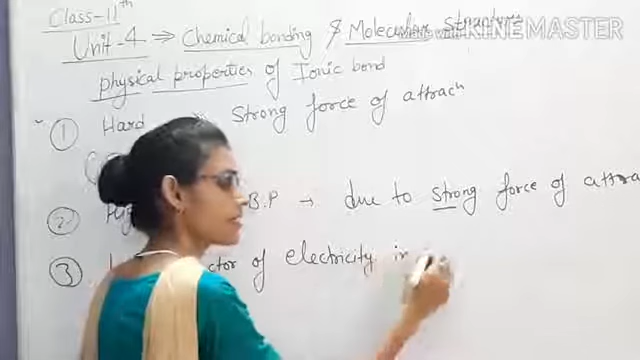 Class-11th
Unit-4 ⇒ Chemical bonding & Molecular Structure
KINEMASTER
physical properties of Ionic bond
① Hard Strong force of attracn
② B.P → due to strong force of attra
③ ctor of electricity in